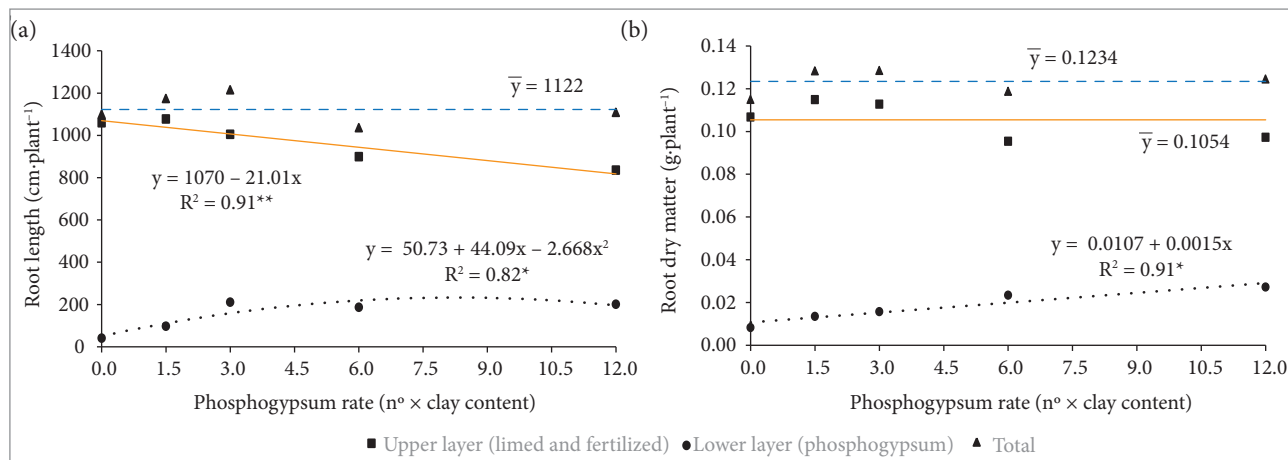 (a)
1400
1200
1000
800
600
400
200
0
Root length (cm·plant⁻¹)
y̅ = 1122
y = 1070 – 21.01x
R² = 0.91**
y = 50.73 + 44.09x – 2.668x²
R² = 0.82*
0.0 1.5 3.0 4.5 6.0 7.5 9.0 10.5 12.0
Phosphogypsum rate (nº × clay content)
(b)
0.14
0.12
0.10
0.08
0.06
0.04
0.02
0.00
Root dry matter (g·plant⁻¹)
y̅ = 0.1234
y̅ = 0.1054
y = 0.0107 + 0.0015x
R² = 0.91*
0.0 1.5 3.0 4.5 6.0 7.5 9.0 10.5 12.0
Phosphogypsum rate (nº × clay content)
■ Upper layer (limed and fertilized) ● Lower layer (phosphogypsum) ▲ Total